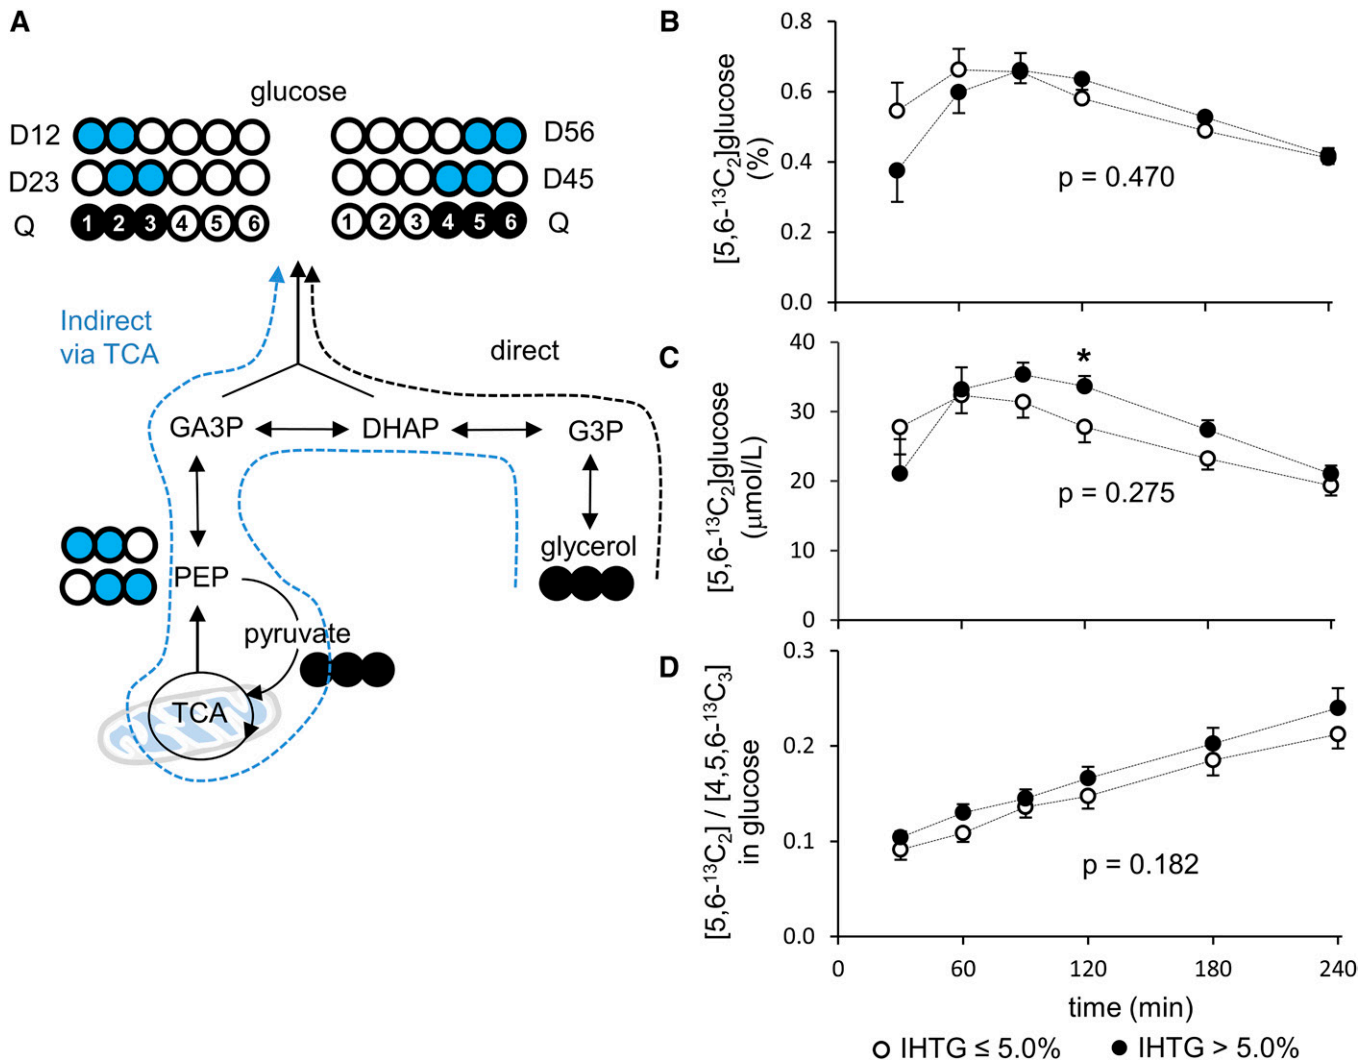 A
glucose
D12
D56
D23
D45
Q 1 2 3 4 5 6
1 2 3 4 5 6 Q
Indirect
via TCA
direct
GA3P
DHAP
G3P
glycerol
PEP
pyruvate
TCA
B
[5,6-¹³C₂]glucose
(%)
0.8
0.6
0.4
0.2
0.0
p = 0.470
C
[5,6-¹³C₂]glucose
(μmol/L)
40
30
20
10
0
*
p = 0.275
D
[5,6-¹³C₂] / [4,5,6-¹³C₃]
in glucose
0.3
0.2
0.1
0.0
p = 0.182
0 60 120 180 240
time (min)
IHTG ≤ 5.0% IHTG > 5.0%